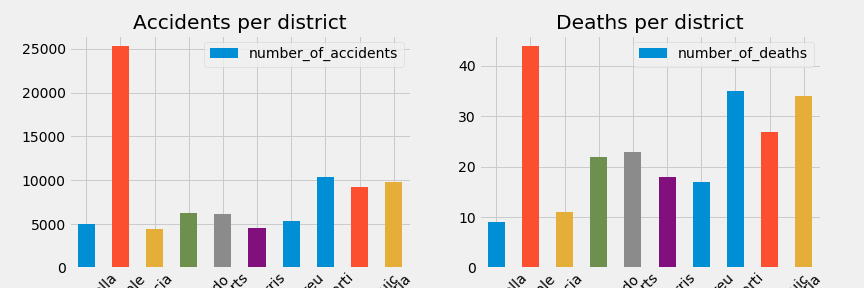 Accidents per district
25000
20000
15000
10000
5000
0
number_of_accidents
Deaths per district
40
30
20
10
0
number_of_deaths